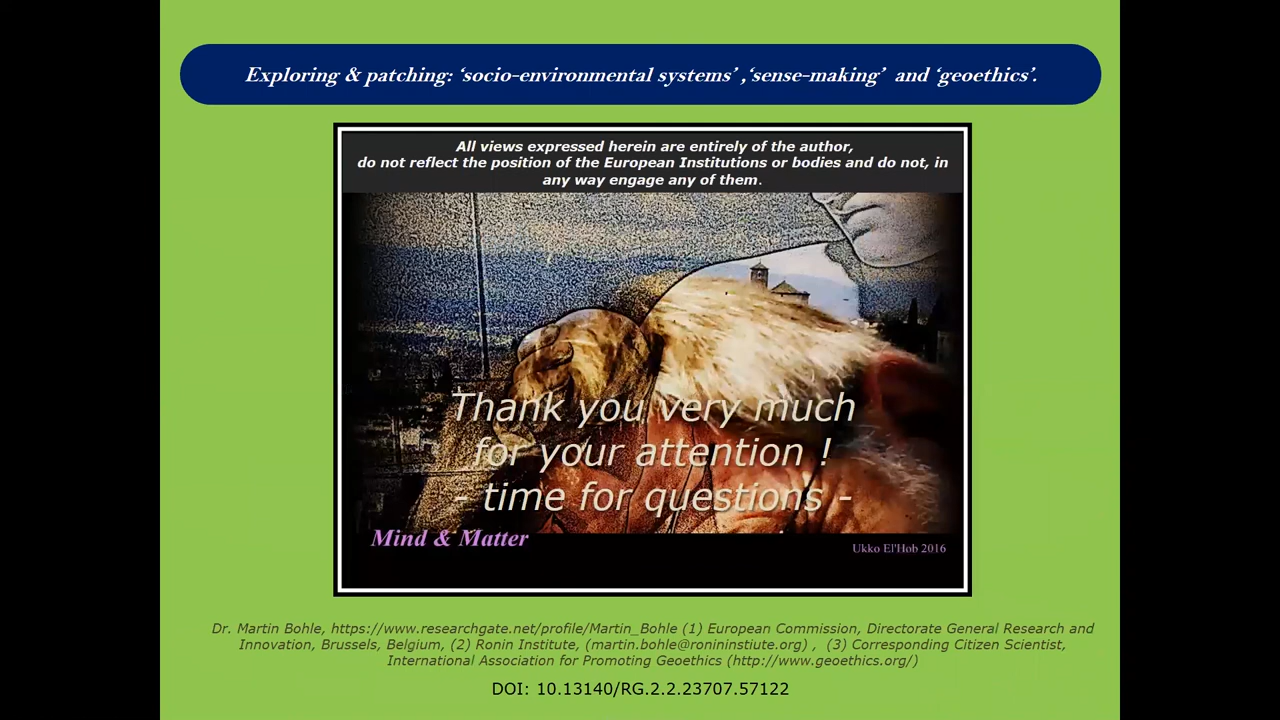 Exploring & patching: ‘socio-environmental systems’ ,‘sense-making’ and ‘geoethics’.
All views expressed herein are entirely of the author,
do not reflect the position of the European Institutions or bodies and do not, in
any way engage any of them.
Thank you very much
for your attention !
- time for questions -
Mind & Matter
Ukko El'Hob 2016
Dr. Martin Bohle, https://www.researchgate.net/profile/Martin_Bohle (1) European Commission, Directorate General Research and
Innovation, Brussels, Belgium, (2) Ronin Institute, (martin.bohle@ronininstiute.org) , (3) Corresponding Citizen Scientist,
International Association for Promoting Geoethics (http://www.geoethics.org/)
DOI: 10.13140/RG.2.2.23707.57122